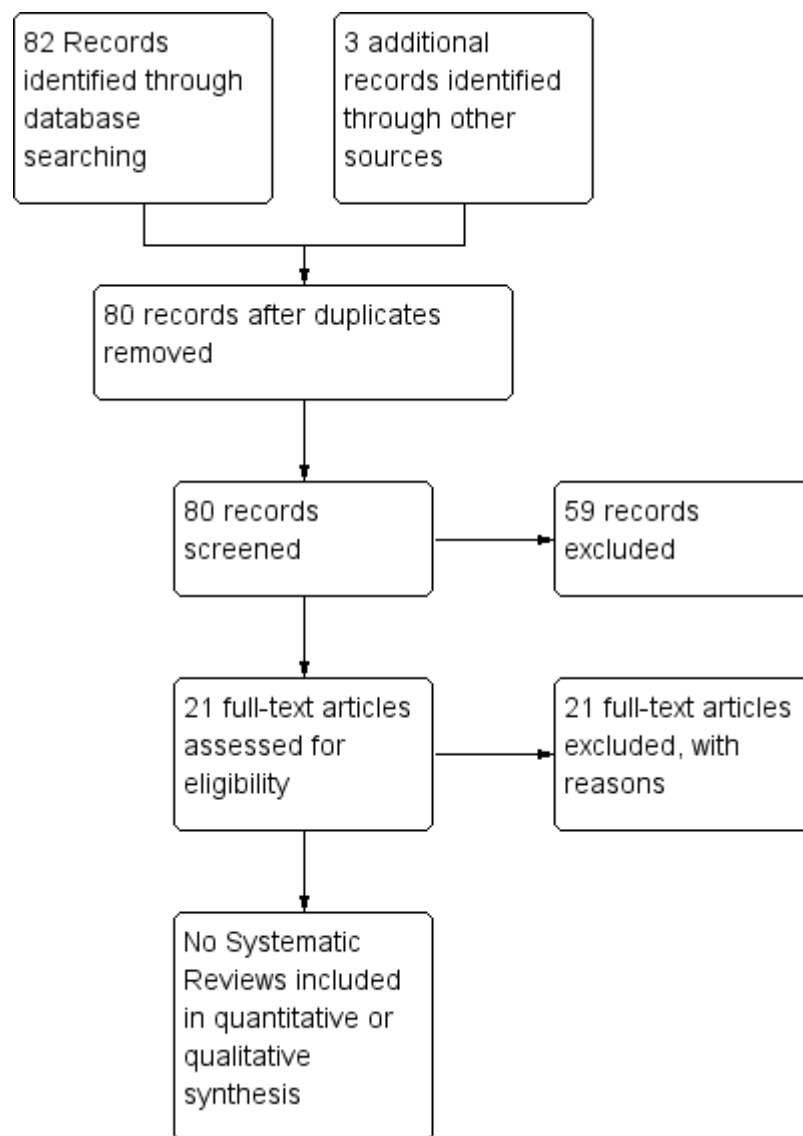 82 Records
identified through
database
searching
3 additional
records identified
through other
sources
80 records after duplicates
removed
80 records
screened
59 records
excluded
21 full-text articles
assessed for
eligibility
21 full-text articles
excluded, with
reasons
No Systematic
Reviews included
in quantitative or
qualitative
synthesis